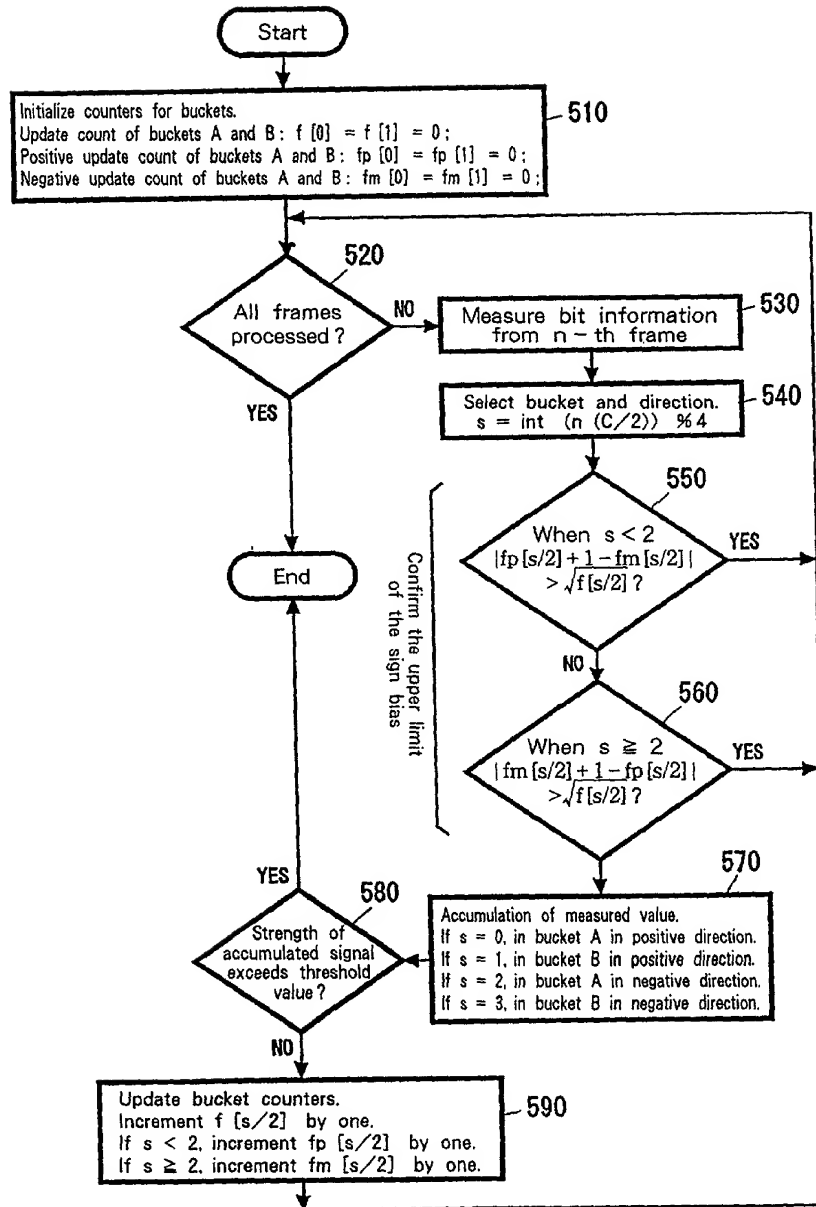 Start
Initialize counters for buckets.
Update count of buckets A and B: f [0] = f [1] = 0;
Positive update count of buckets A and B: fp [0] = fp [1] = 0;
Negative update count of buckets A and B: fm [0] = fm [1] = 0;
510
520
All frames
processed?
NO
YES
Measure bit information
from n-th frame
530
Select bucket and direction.
s = int (n (C/2)) %4
540
550
When s < 2
|fp [s/2] + 1 - fm [s/2]|
> √f [s/2] ?
YES
NO
End
Confirm the upper limit
of the sign bias
560
When s ≧ 2
|fm [s/2] + 1 - fp [s/2]|
> √f [s/2] ?
YES
570
Accumulation of measured value.
If s = 0, in bucket A in positive direction.
If s = 1, in bucket B in positive direction.
If s = 2, in bucket A in negative direction.
If s = 3, in bucket B in negative direction.
YES
580
Strength of
accumulated signal
exceeds threshold
value?
NO
Update bucket counters.
Increment f [s/2] by one.
If s < 2, increment fp [s/2] by one.
If s ≧ 2, increment fm [s/2] by one.
590